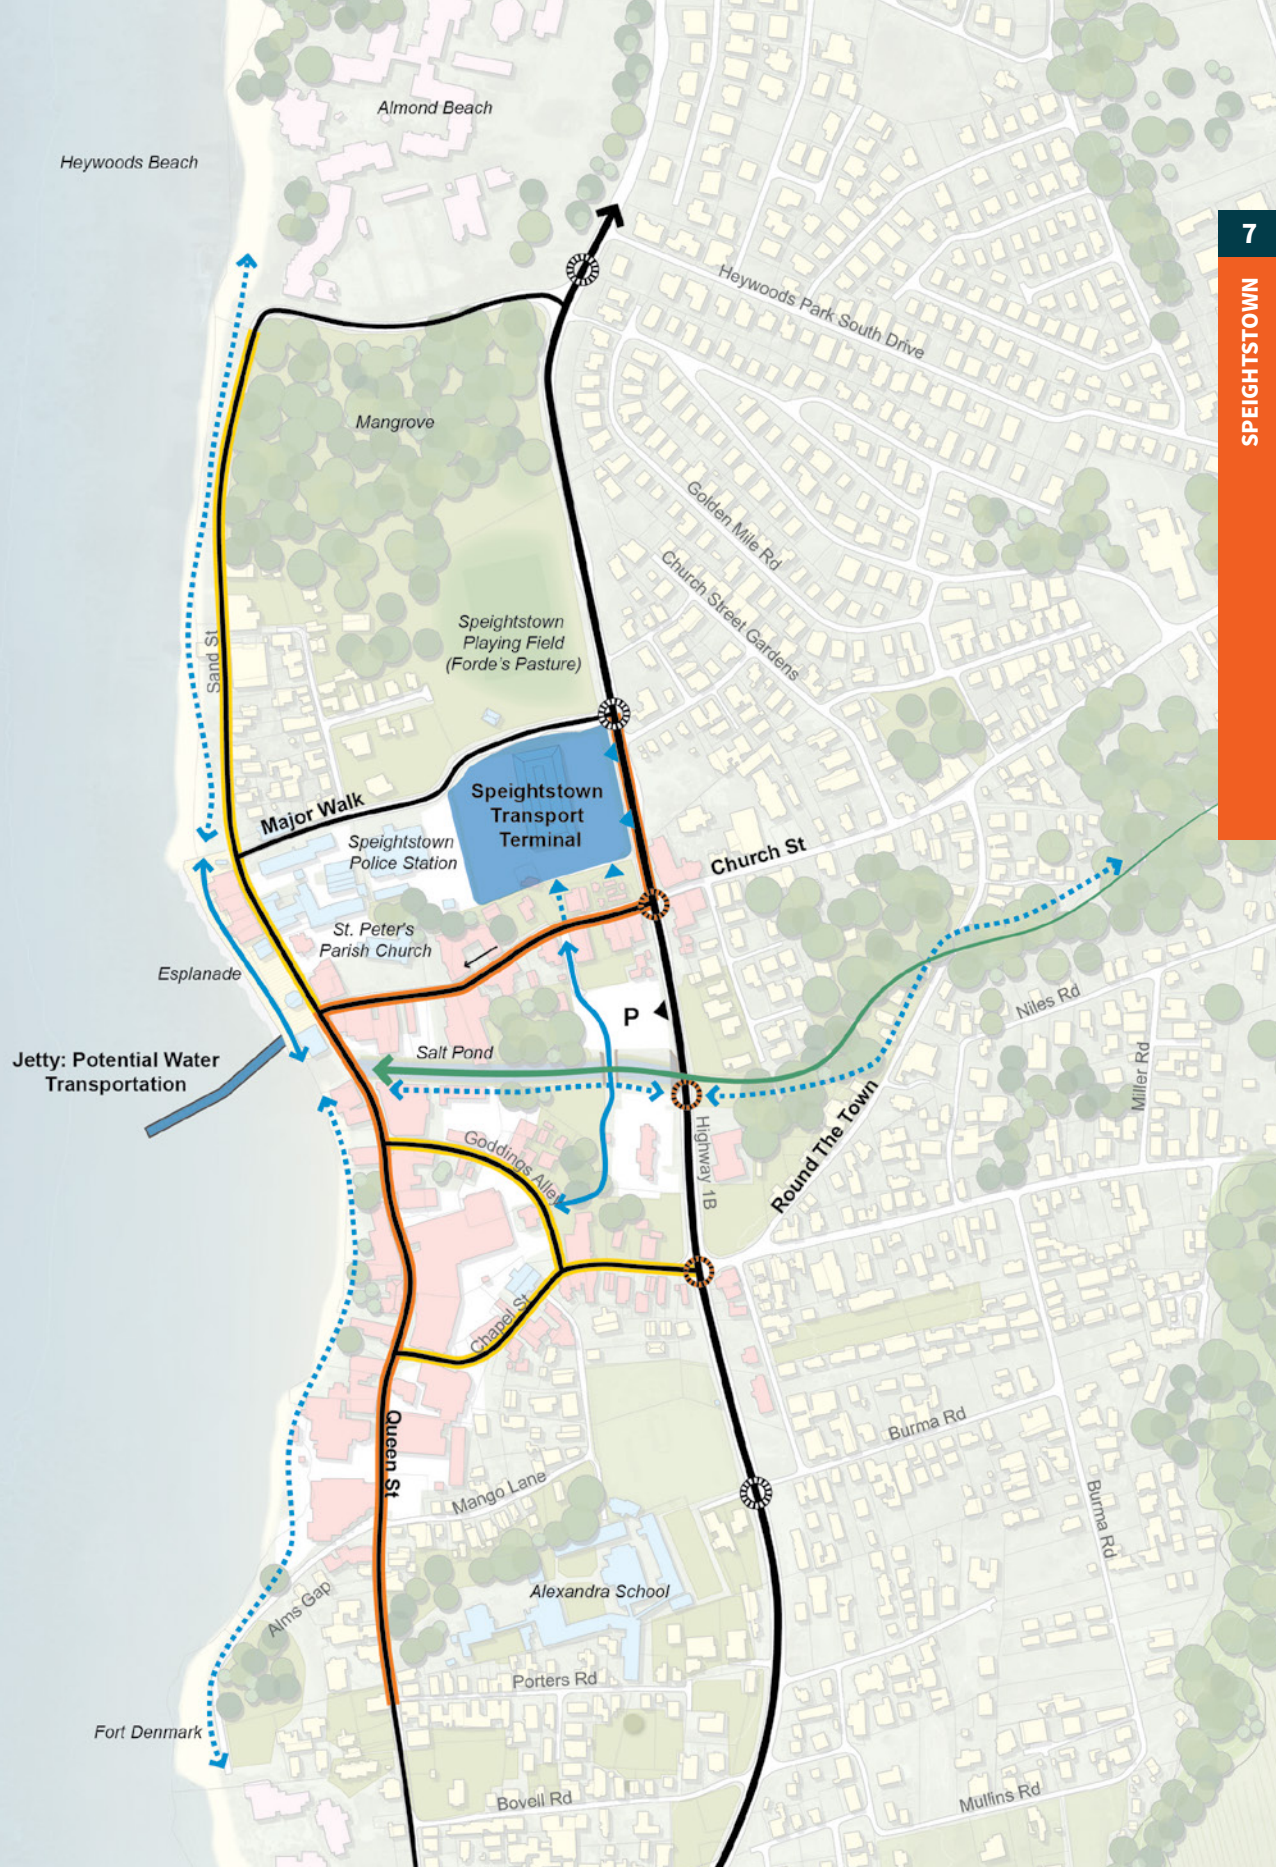 Almond Beach
Heywoods Beach
7
SPEIGHTSTOWN
Heywoods Park South Drive
Mangrove
Golden Mile Rd
Church Street Gardens
Speightstown
Playing Field
(Forde's Pasture)
Sand St
Speightstown
Transport
Terminal
Major Walk
Speightstown
Police Station
Church St
St. Peter's
Parish Church
Esplanade
Niles Rd
P
Salt Pond
Jetty: Potential Water
Transportation
Miller Rd
Round The Town
Highway 1B
Goddings Alley
Chapel St
Queen St
Burma Rd
Mango Lane
Burma Rd
Alexandra School
Alms Gap
Porters Rd
Fort Denmark
Bovell Rd
Mullins Rd